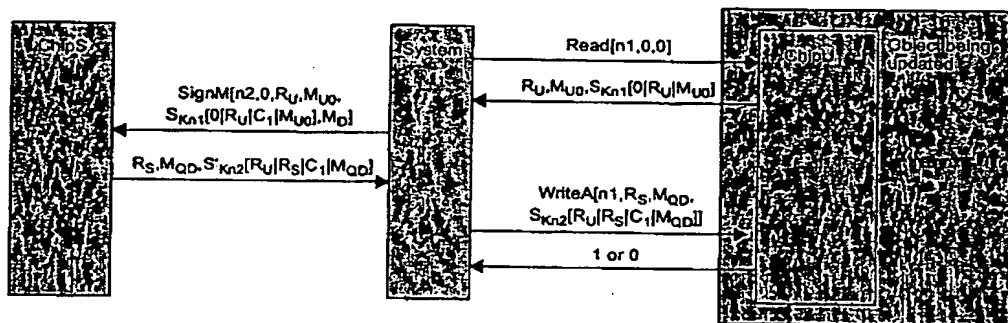 ChipS
System
Read[n1,0,0]
ChipU
Object being
updated
R_U,M_U0,S_Kn1[0|R_U|M_U0]
SignM[n2,0,R_U,M_U0,
S_Kn1[0|R_U|C_1|M_U0],M_D]
R_S,M_QD,S'_Kn2[R_U|R_S|C_1|M_QD]
WriteA[n1,R_S,M_QD,
S_Kn2[R_U|R_S|C_1|M_QD]]
1 or 0